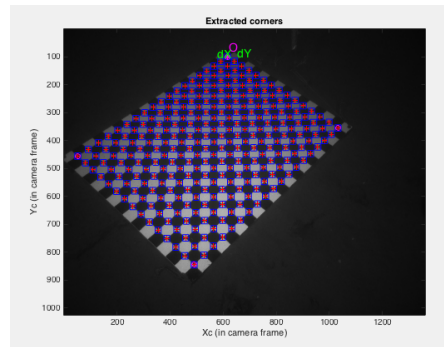 Extracted corners
O
dX dY
100
200
300
400
500
600
700
800
900
1000
Yc (in camera frame)
200 400 600 800 1000 1200
Xc (in camera frame)